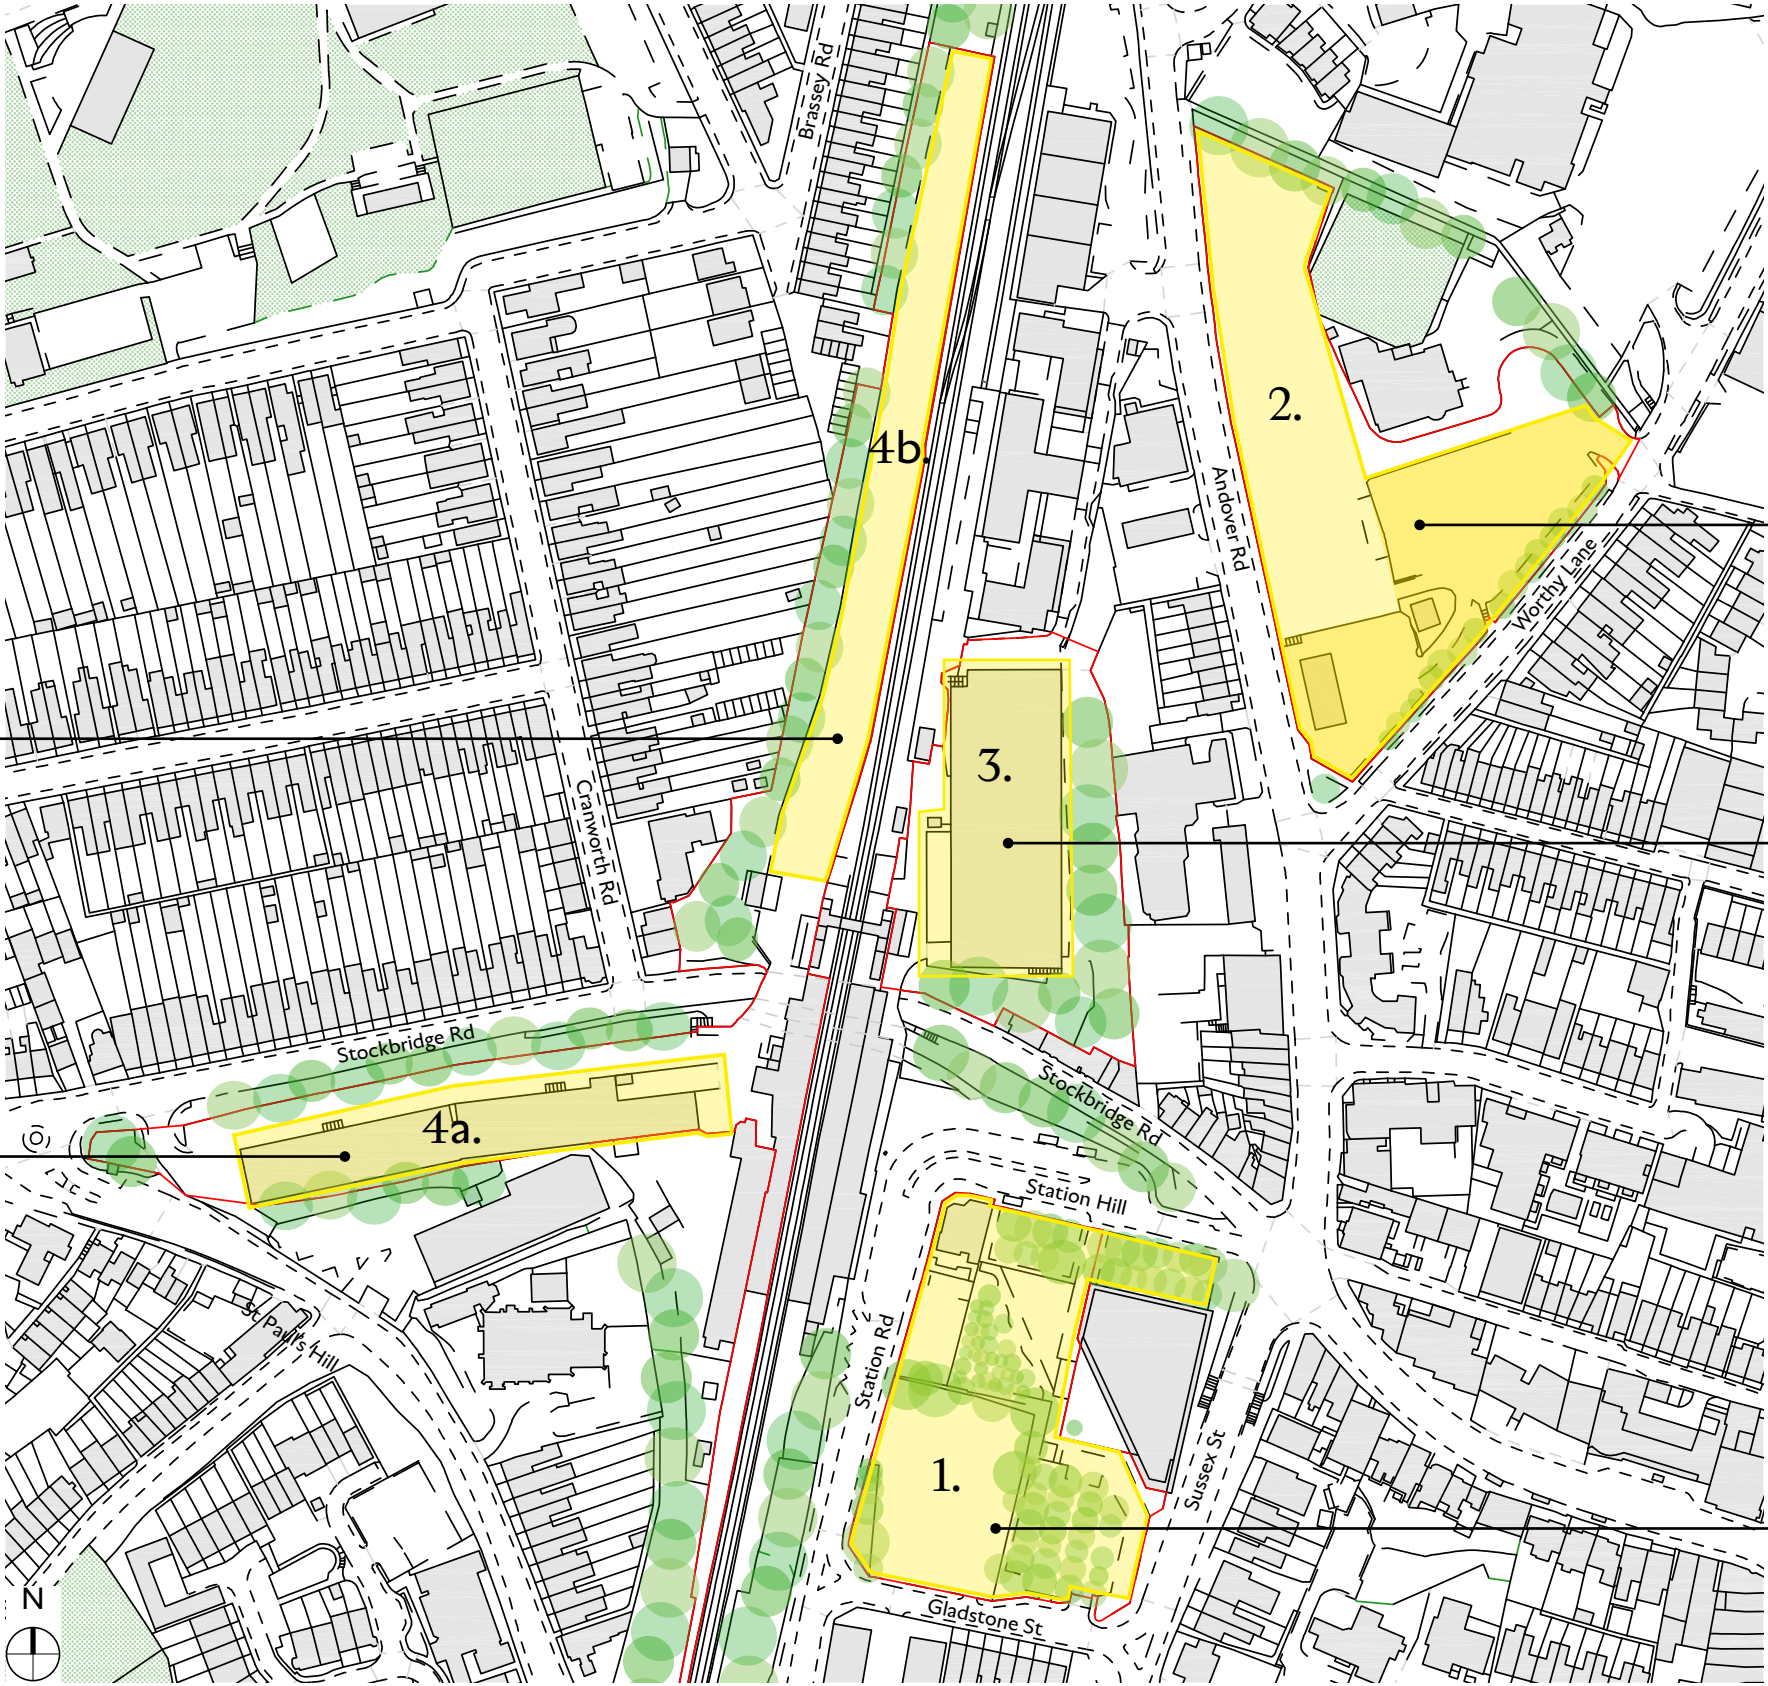 Brassey Rd
2.
4b.
Andover Rd
Worthy Lane
3.
Cranworth Rd
Stockbridge Rd
Stockbridge Rd
4a.
Station Hill
St Paul's Hill
Station Rd
1.
Sussex St
N
Gladstone St